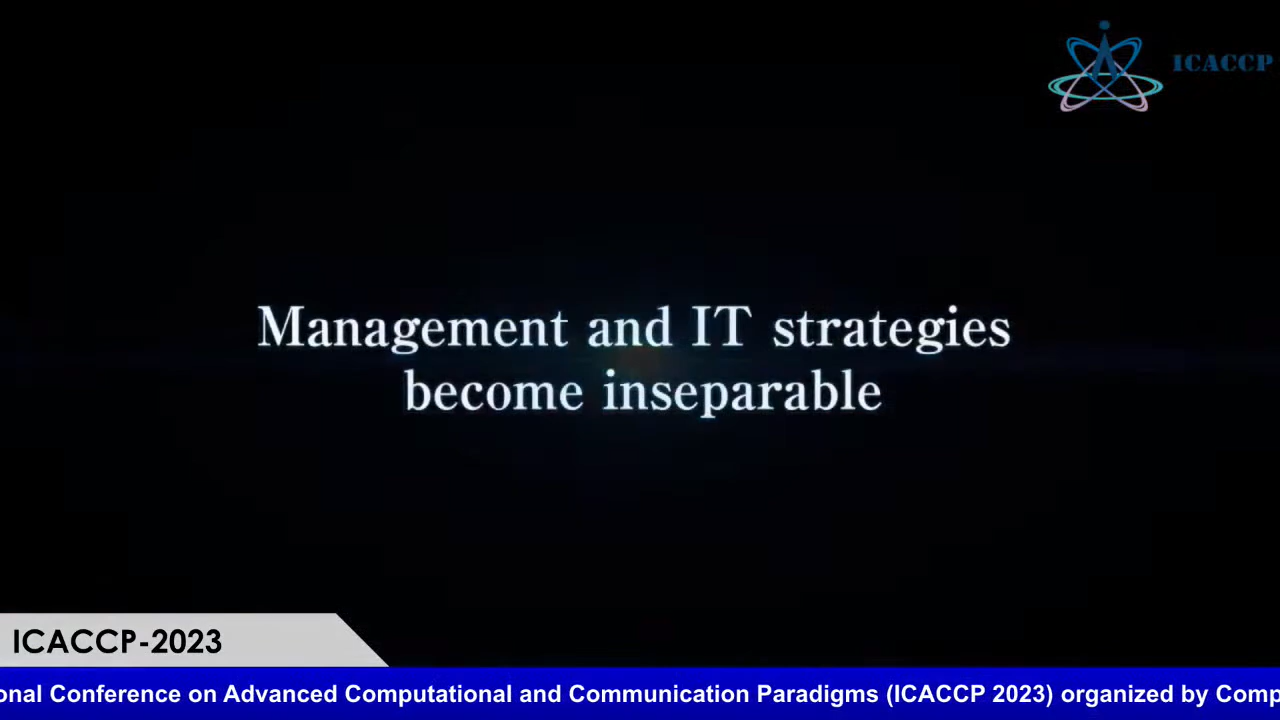 ICACCP
Management and IT strategies
become inseparable
ICACCP-2023
onal Conference on Advanced Computational and Communication Paradigms (ICACCP 2023) organized by Comp